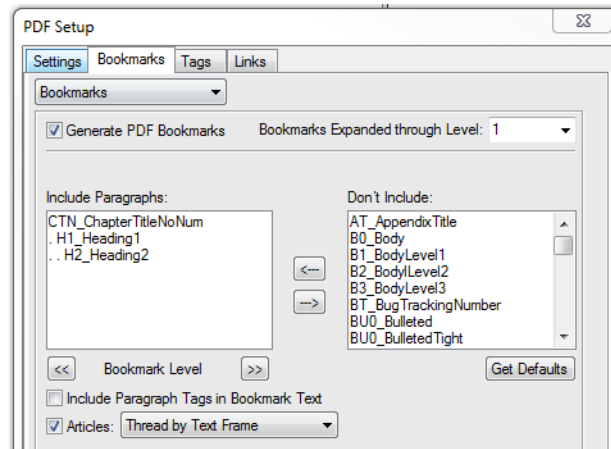 PDF Setup
Settings Bookmarks Tags Links
Bookmarks
Generate PDF Bookmarks Bookmarks Expanded through Level: 1
Include Paragraphs: Don't Include:
CTN_ChapterTitleNoNum AT_AppendixTitle
. H1_Heading1 B0_Body
. . H2_Heading2 B1_BodyLevel1
B2_BodylLevel2
<--- B3_BodyLevel3
---> BT_BugTrackingNumber
BU0_Bulleted
BU0_BulletedTight
<< Bookmark Level >> Get Defaults
Include Paragraph Tags in Bookmark Text
Articles: Thread by Text Frame